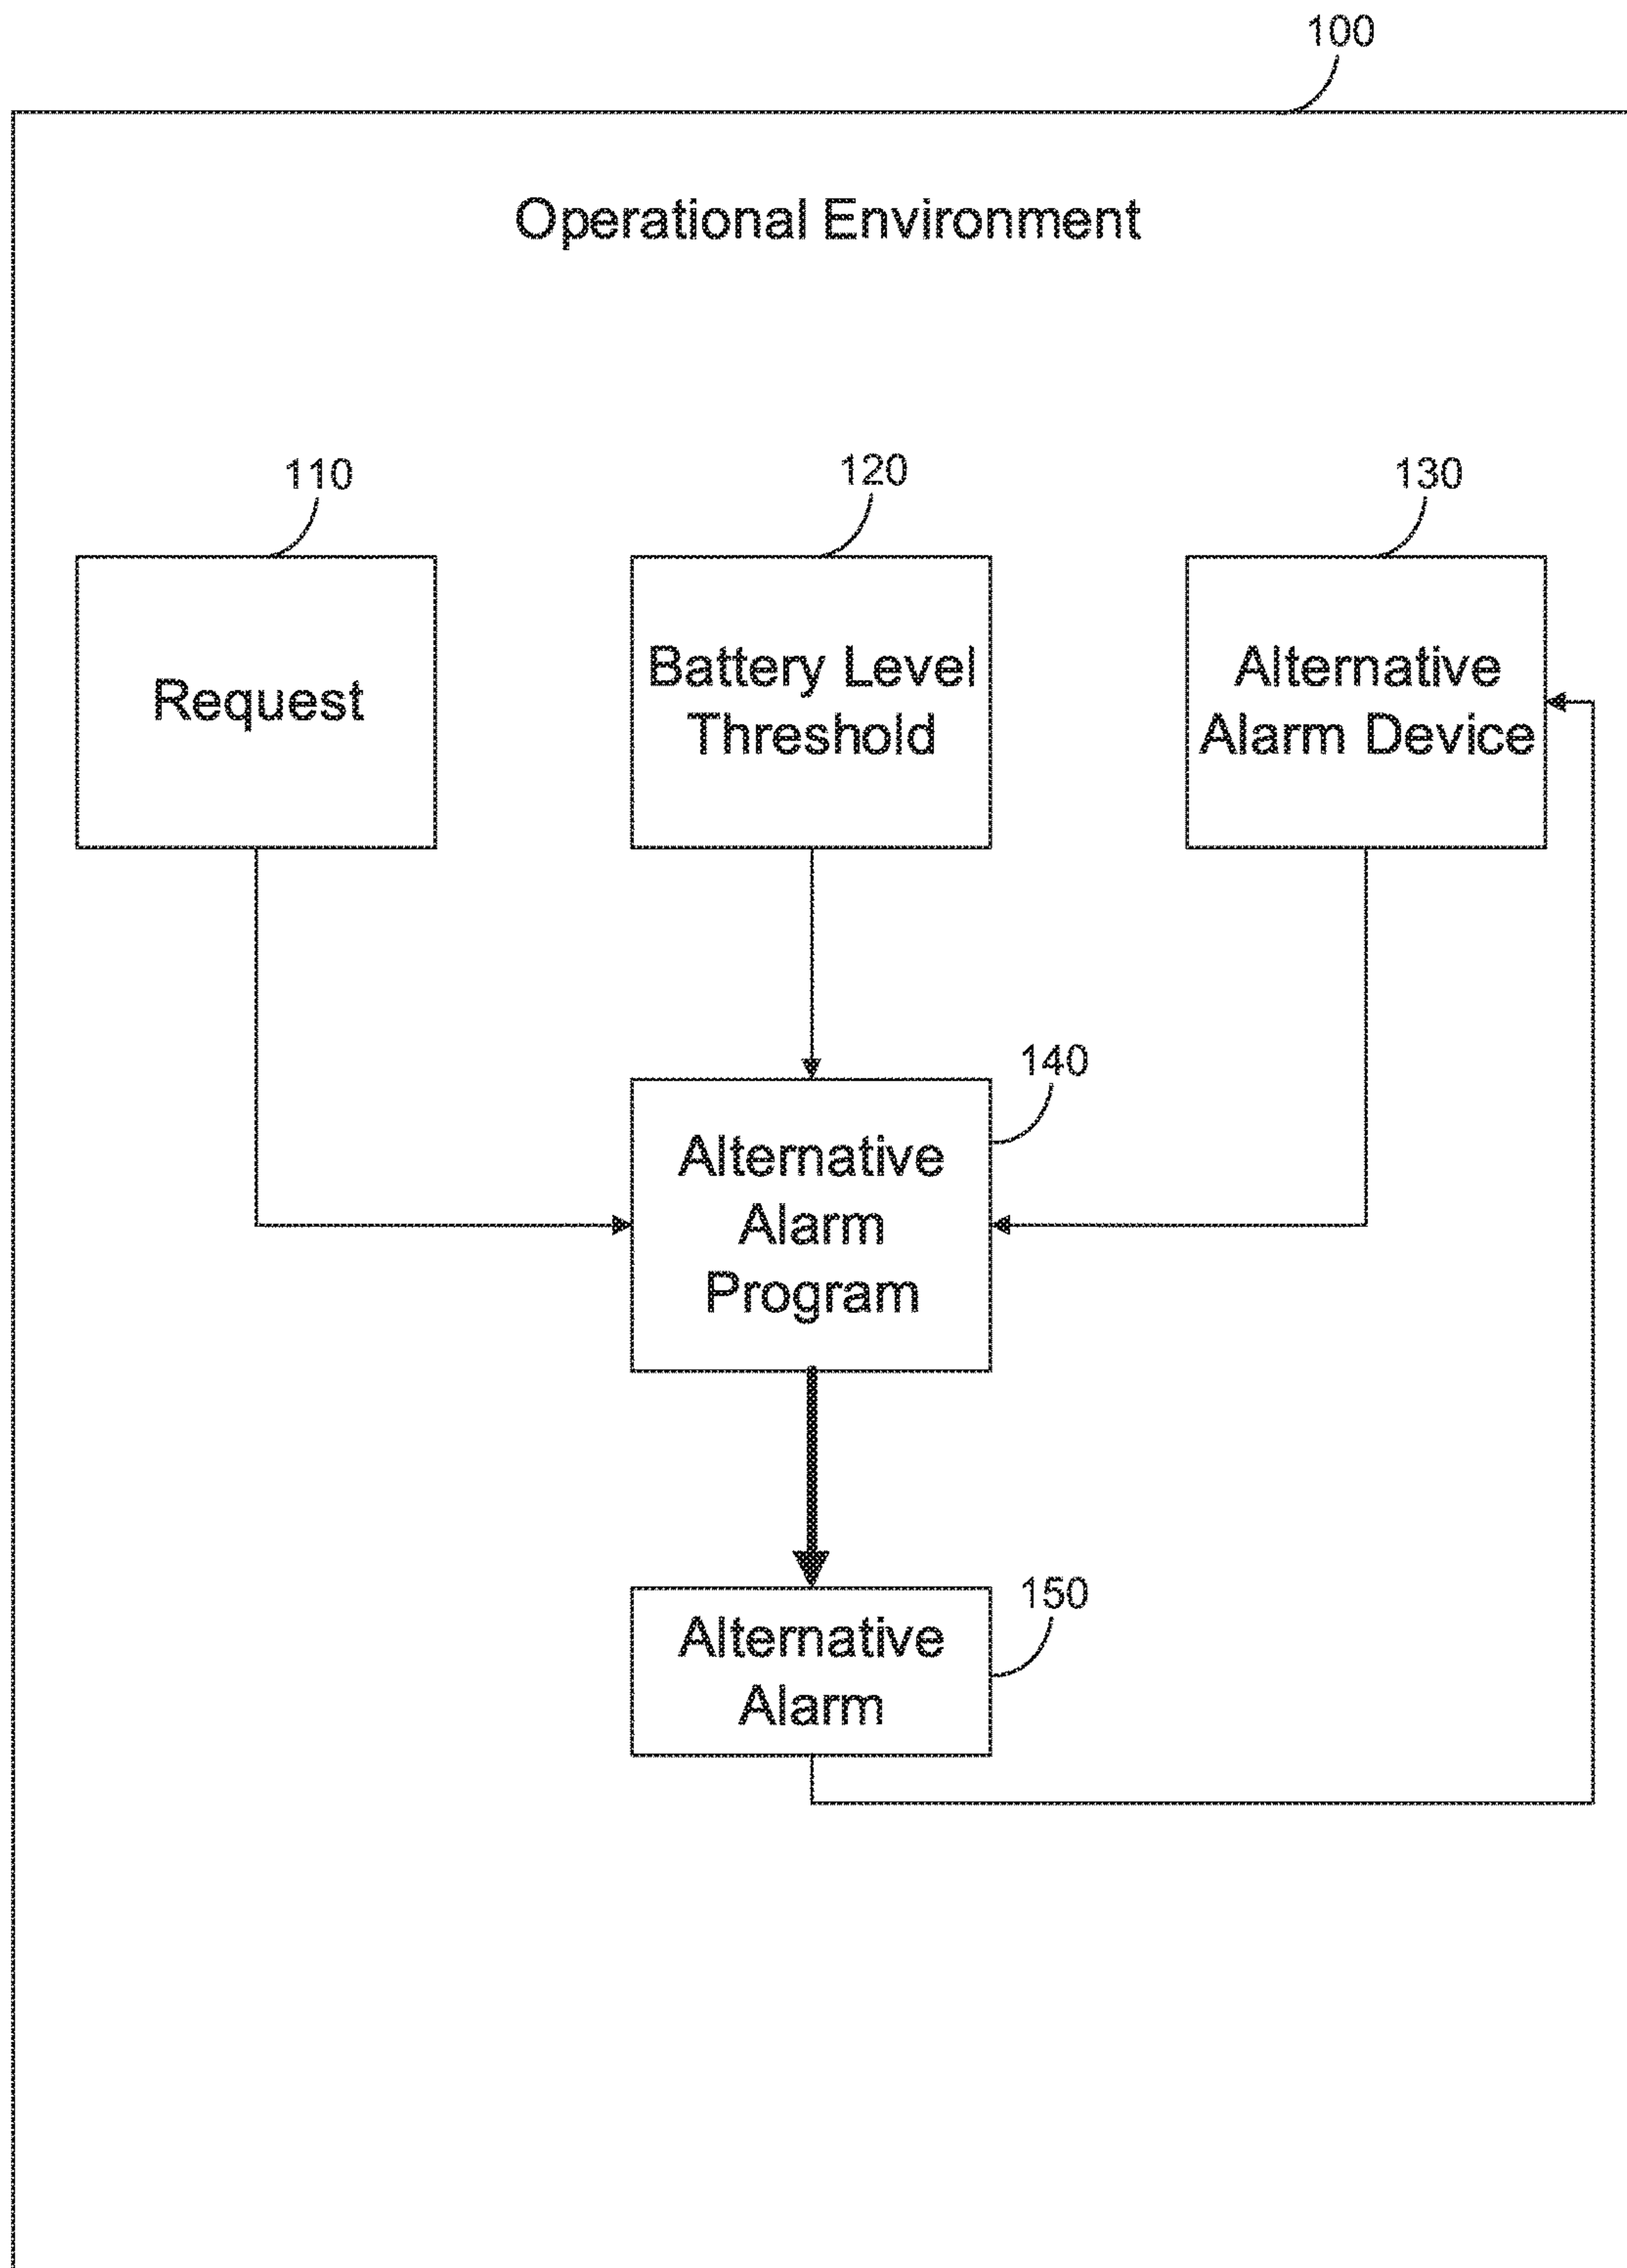 100
Operational Environment
110
120
130
Request
Battery Level
Threshold
Alternative
Alarm Device
140
Alternative
Alarm
Program
150
Alternative
Alarm